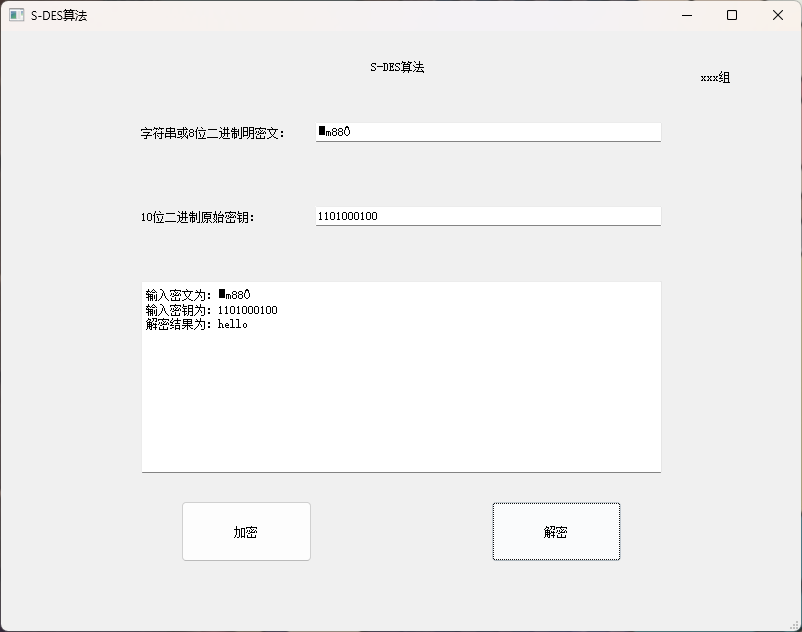 S-DES算法
S-DES算法
xxx组
字符串或8位二进制明密文：
█m88Ô
10位二进制原始密钥：
1101000100
输入密文为：█m88Ô
输入密钥为：1101000100
解密结果为：hello
加密
解密